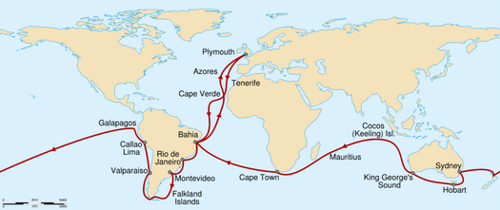 Plymouth
Azores
Tenerife
Cape Verde
Galapagos
Bahia
Callao
Lima
Rio de
Janeiro
Valparaiso
Montevideo
Falkland
Islands
Cape Town
Mauritius
Cocos
(Keeling) Isl.
King George's
Sound
Sydney
Hobart